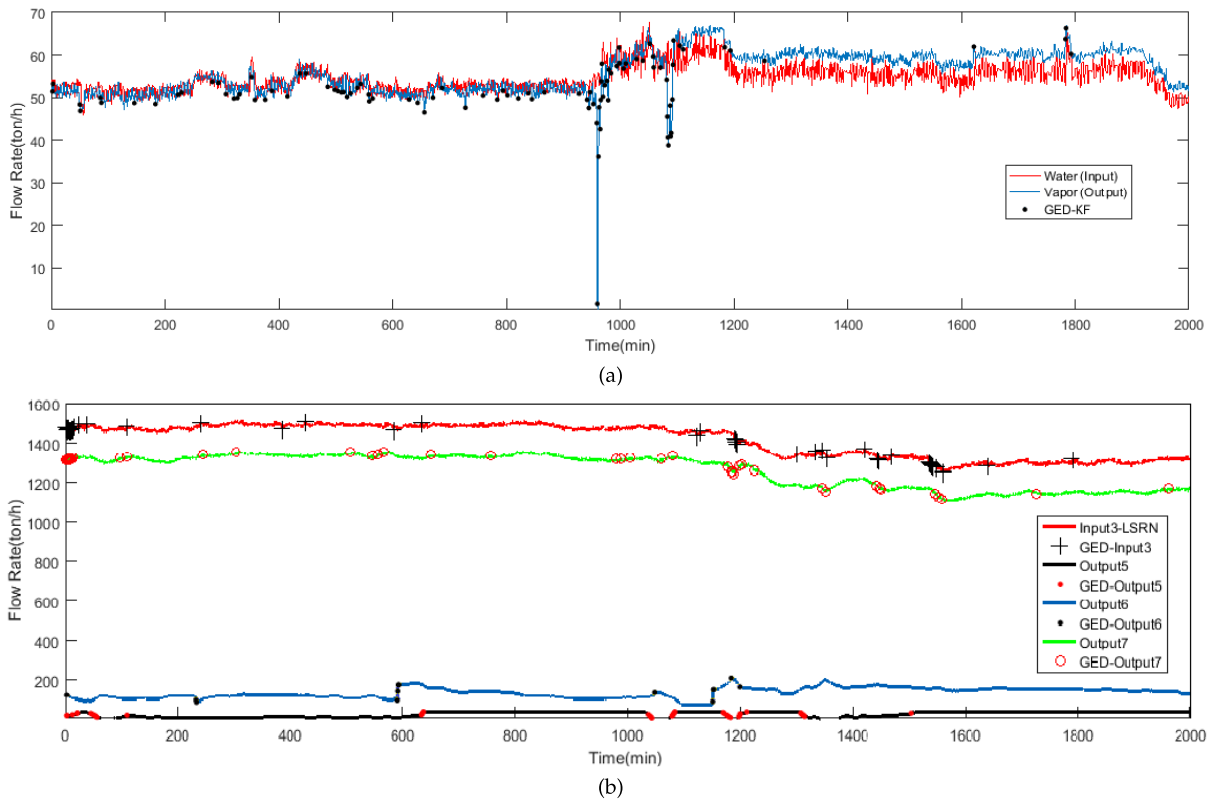 70
60
50
40
30
20
10
Flow Rate(ton/h)
Water (Input)
Vapor (Output)
GED-KF
0 200 400 600 800 1000 1200 1400 1600 1800 2000
Time(min)
(a)
1600
1400
1200
1000
800
600
400
200
Flow Rate(ton/h)
Input3-LSRN
GED-Input3
Output5
GED-Output5
Output6
GED-Output6
Output7
GED-Output7
0 200 400 600 800 1000 1200 1400 1600 1800 2000
Time(min)
(b)